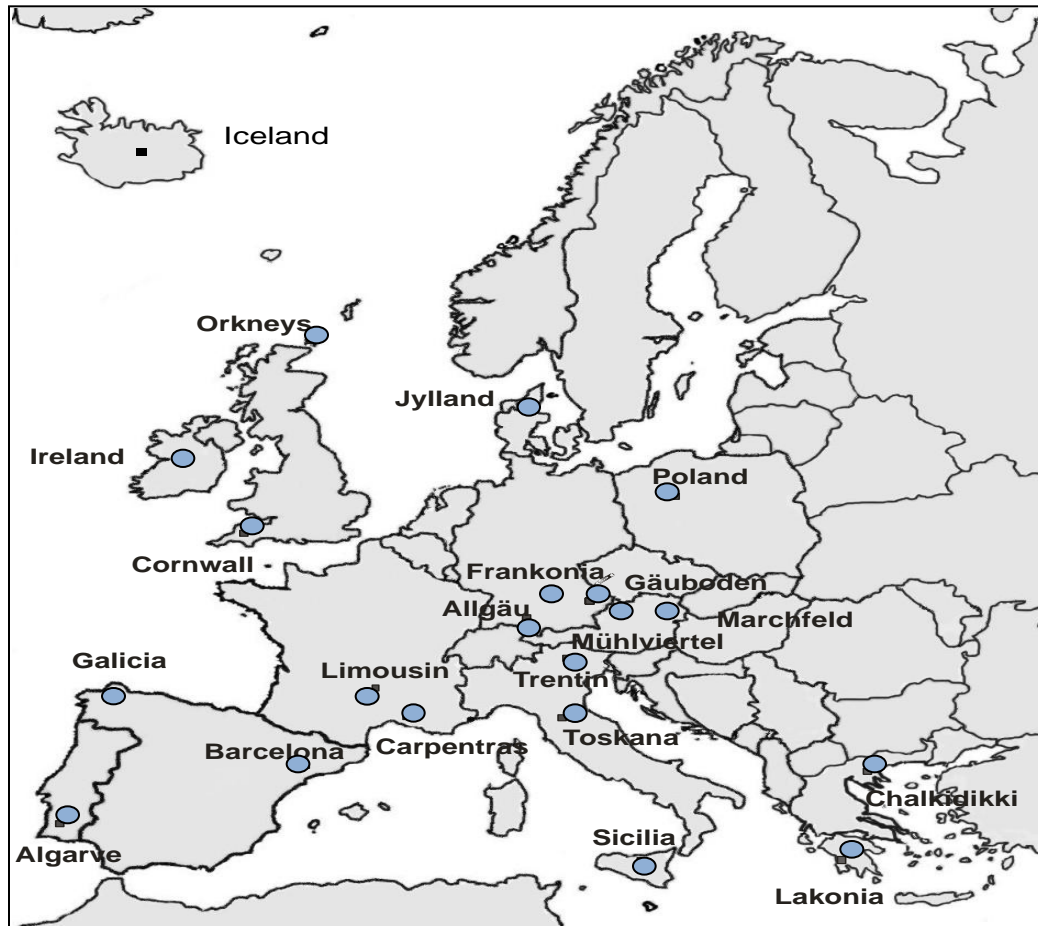 Iceland
Orkneys
Jylland
Ireland
Poland
Cornwall
Frankonia
Gäuboden
Allgäu
Marchfeld
Mühlviertel
Galicia
Limousin
Trentin
Carpentras
Toskana
Barcelona
Chalkidikki
Algarve
Sicilia
Lakonia